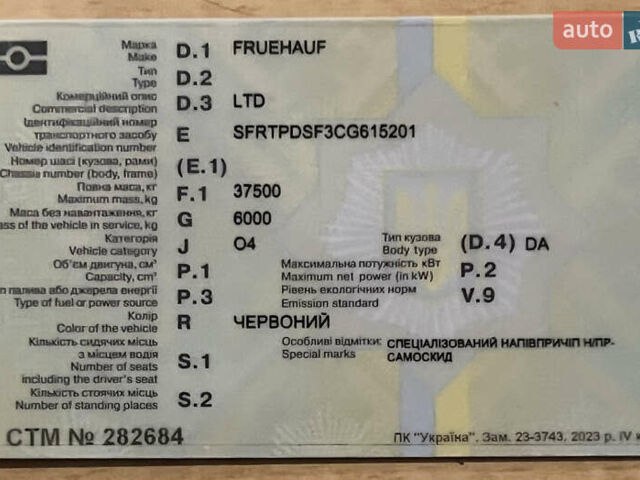 auto
Марка D.1 FRUEHAUF
Make
Тип D.2
Type
Комерційний опис D.3 LTD
Commercial description
Ідентифікаційний номер
транспортного засобу E SFRTPDSF3CG615201
Vehicle identification number
Номер шасі (кузова, рами) (E.1)
Chassis number (body, frame)
Повна маса, кг F.1 37500
Maximum mass, kg
Маса без навантаження, кг G 6000
of the vehicle in service, kg
Категорія J O4 Тип кузова (D.4) DA
Vehicle category Body type
Об'єм двигуна, см³ P.1 Максимальна потужність кВт P.2
Capacity, cm³ Maximum net power (in kW)
палива або джерела енергії P.3 Рівень екологічних норм V.9
Type of fuel or power source Emission standard
Колір R ЧЕРВОНИЙ
Color of the vehicle
Кількість сидячих місць Особливі відмітки: СПЕЦІАЛІЗОВАНИЙ НАПІВПРИЧІП Н/ПР-
з місцем водія S.1 Special marks САМОСКИД
Number of seats
including the driver's seat
Кількість стоячих місць S.2
Number of standing places
СТМ № 282684 ПК "Україна". Зам. 23-3743. 2023 р. IV к